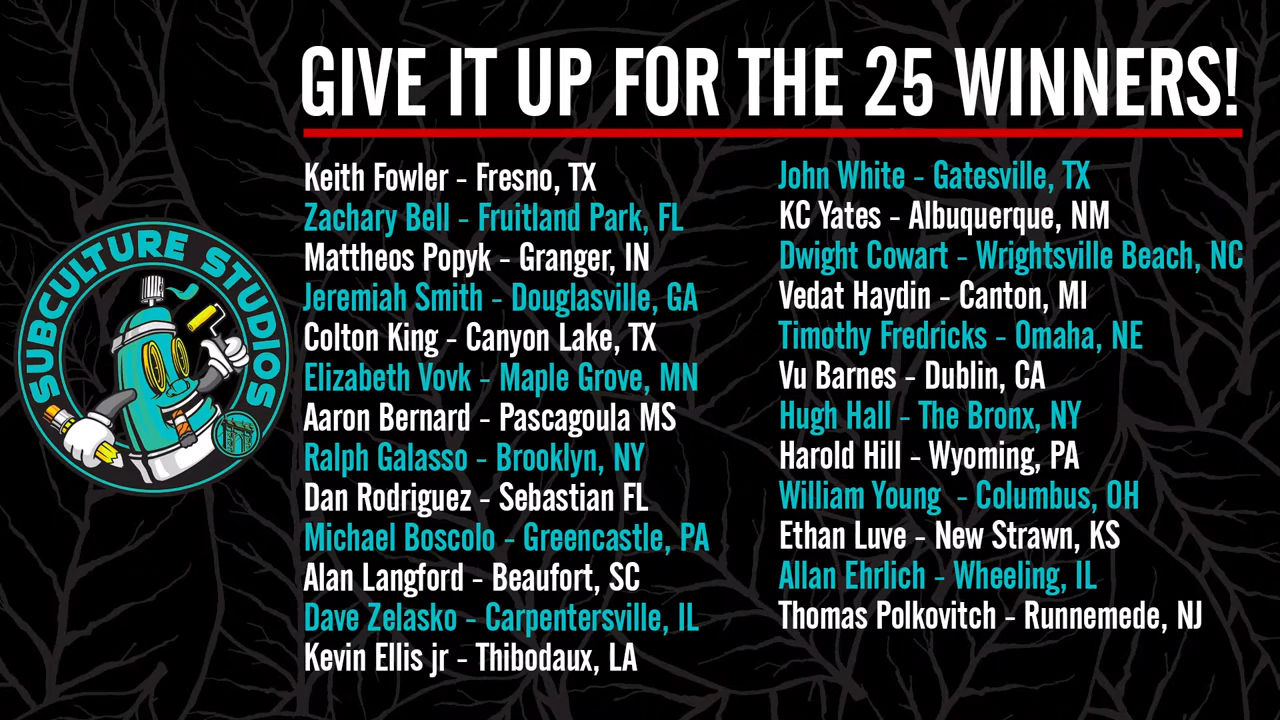 GIVE IT UP FOR THE 25 WINNERS!
SUBCULTURE STUDIOS
Keith Fowler - Fresno, TX
Zachary Bell - Fruitland Park, FL
Mattheos Popyk - Granger, IN
Jeremiah Smith - Douglasville, GA
Colton King - Canyon Lake, TX
Elizabeth Vovk - Maple Grove, MN
Aaron Bernard - Pascagoula MS
Ralph Galasso - Brooklyn, NY
Dan Rodriguez - Sebastian FL
Michael Boscolo - Greencastle, PA
Alan Langford - Beaufort, SC
Dave Zelasko - Carpentersville, IL
Kevin Ellis jr - Thibodaux, LA
John White - Gatesville, TX
KC Yates - Albuquerque, NM
Dwight Cowart - Wrightsville Beach, NC
Vedat Haydin - Canton, MI
Timothy Fredricks - Omaha, NE
Vu Barnes - Dublin, CA
Hugh Hall - The Bronx, NY
Harold Hill - Wyoming, PA
William Young  - Columbus, OH
Ethan Luve - New Strawn, KS
Allan Ehrlich - Wheeling, IL
Thomas Polkovitch - Runnemede, NJ